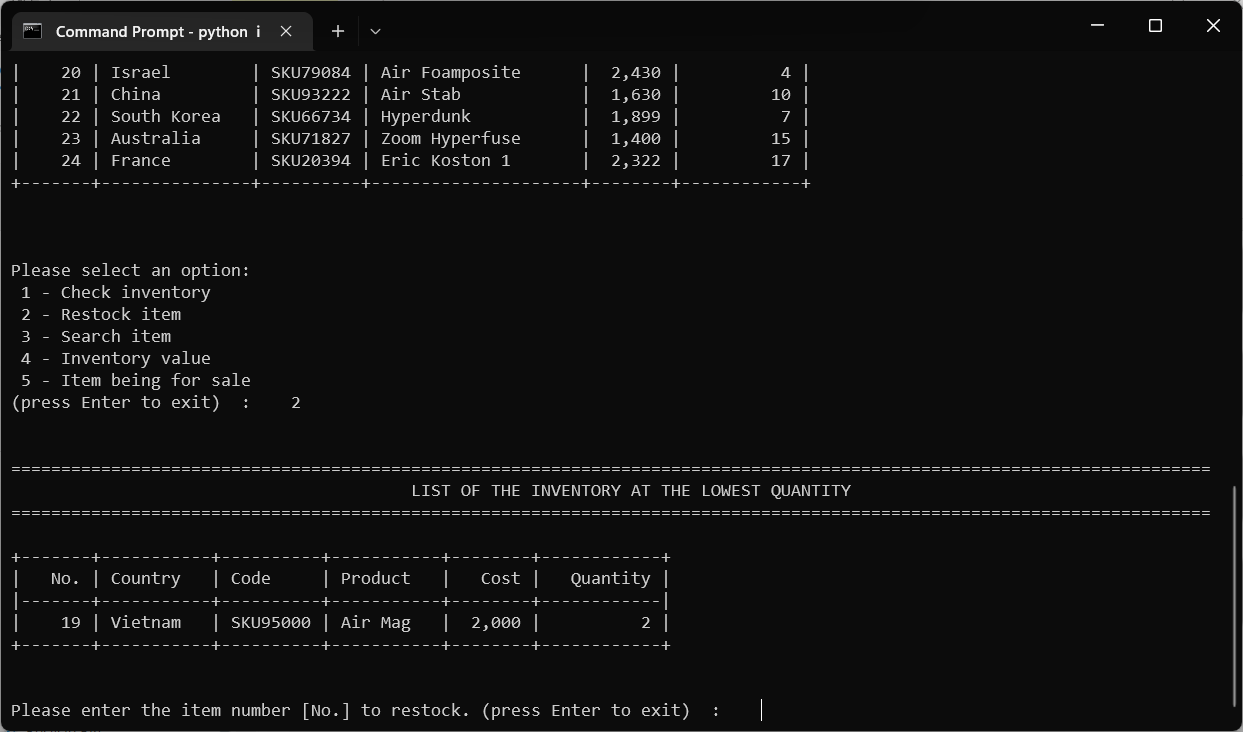 Command Prompt - python i
|    20 | Israel        | SKU79084 | Air Foamposite      |  2,430 |          4 |
|    21 | China         | SKU93222 | Air Stab            |  1,630 |         10 |
|    22 | South Korea   | SKU66734 | Hyperdunk           |  1,899 |          7 |
|    23 | Australia     | SKU71827 | Zoom Hyperfuse      |  1,400 |         15 |
|    24 | France        | SKU20394 | Eric Koston 1       |  2,322 |         17 |
+-------+---------------+----------+---------------------+--------+------------+
Please select an option:
 1 - Check inventory
 2 - Restock item
 3 - Search item
 4 - Inventory value
 5 - Item being for sale
(press Enter to exit)  :    2
========================================================================================================================
                                        LIST OF THE INVENTORY AT THE LOWEST QUANTITY
========================================================================================================================
+-------+-----------+----------+-----------+--------+------------+
|   No. | Country   | Code     | Product   |   Cost |   Quantity |
|-------+-----------+----------+-----------+--------+------------|
|    19 | Vietnam   | SKU95000 | Air Mag   |  2,000 |          2 |
+-------+-----------+----------+-----------+--------+------------+
Please enter the item number [No.] to restock. (press Enter to exit)  :